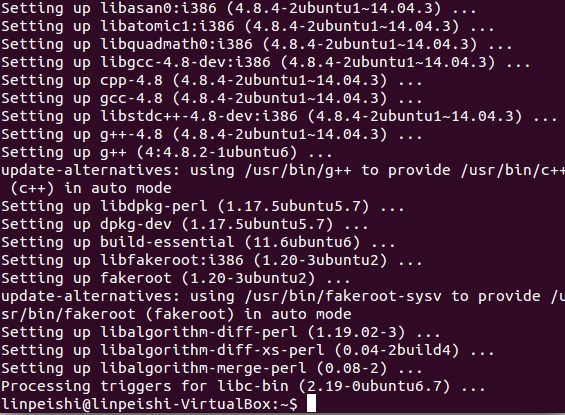 Setting up libasan0:i386 (4.8.4-2ubuntu1~14.04.3) ...
Setting up libatomic1:i386 (4.8.4-2ubuntu1~14.04.3) ...
Setting up libquadmath0:i386 (4.8.4-2ubuntu1~14.04.3) ...
Setting up libgcc-4.8-dev:i386 (4.8.4-2ubuntu1~14.04.3) ...
Setting up cpp-4.8 (4.8.4-2ubuntu1~14.04.3) ...
Setting up gcc-4.8 (4.8.4-2ubuntu1~14.04.3) ...
Setting up libstdc++-4.8-dev:i386 (4.8.4-2ubuntu1~14.04.3) ...
Setting up g++-4.8 (4.8.4-2ubuntu1~14.04.3) ...
Setting up g++ (4:4.8.2-1ubuntu6) ...
update-alternatives: using /usr/bin/g++ to provide /usr/bin/c++
 (c++) in auto mode
Setting up libdpkg-perl (1.17.5ubuntu5.7) ...
Setting up dpkg-dev (1.17.5ubuntu5.7) ...
Setting up build-essential (11.6ubuntu6) ...
Setting up libfakeroot:i386 (1.20-3ubuntu2) ...
Setting up fakeroot (1.20-3ubuntu2) ...
update-alternatives: using /usr/bin/fakeroot-sysv to provide /u
sr/bin/fakeroot (fakeroot) in auto mode
Setting up libalgorithm-diff-perl (1.19.02-3) ...
Setting up libalgorithm-diff-xs-perl (0.04-2build4) ...
Setting up libalgorithm-merge-perl (0.08-2) ...
Processing triggers for libc-bin (2.19-0ubuntu6.7) ...
linpeishi@linpeishi-VirtualBox:~$